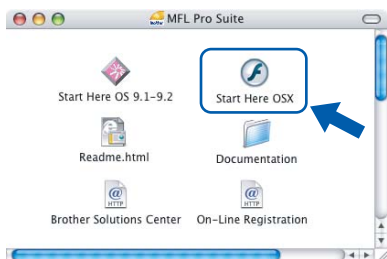 MFL Pro Suite
Start Here OS 9.1-9.2
Start Here OSX
Readme.html
Documentation
HTTP
HTTP
Brother Solutions Center
On-Line Registration